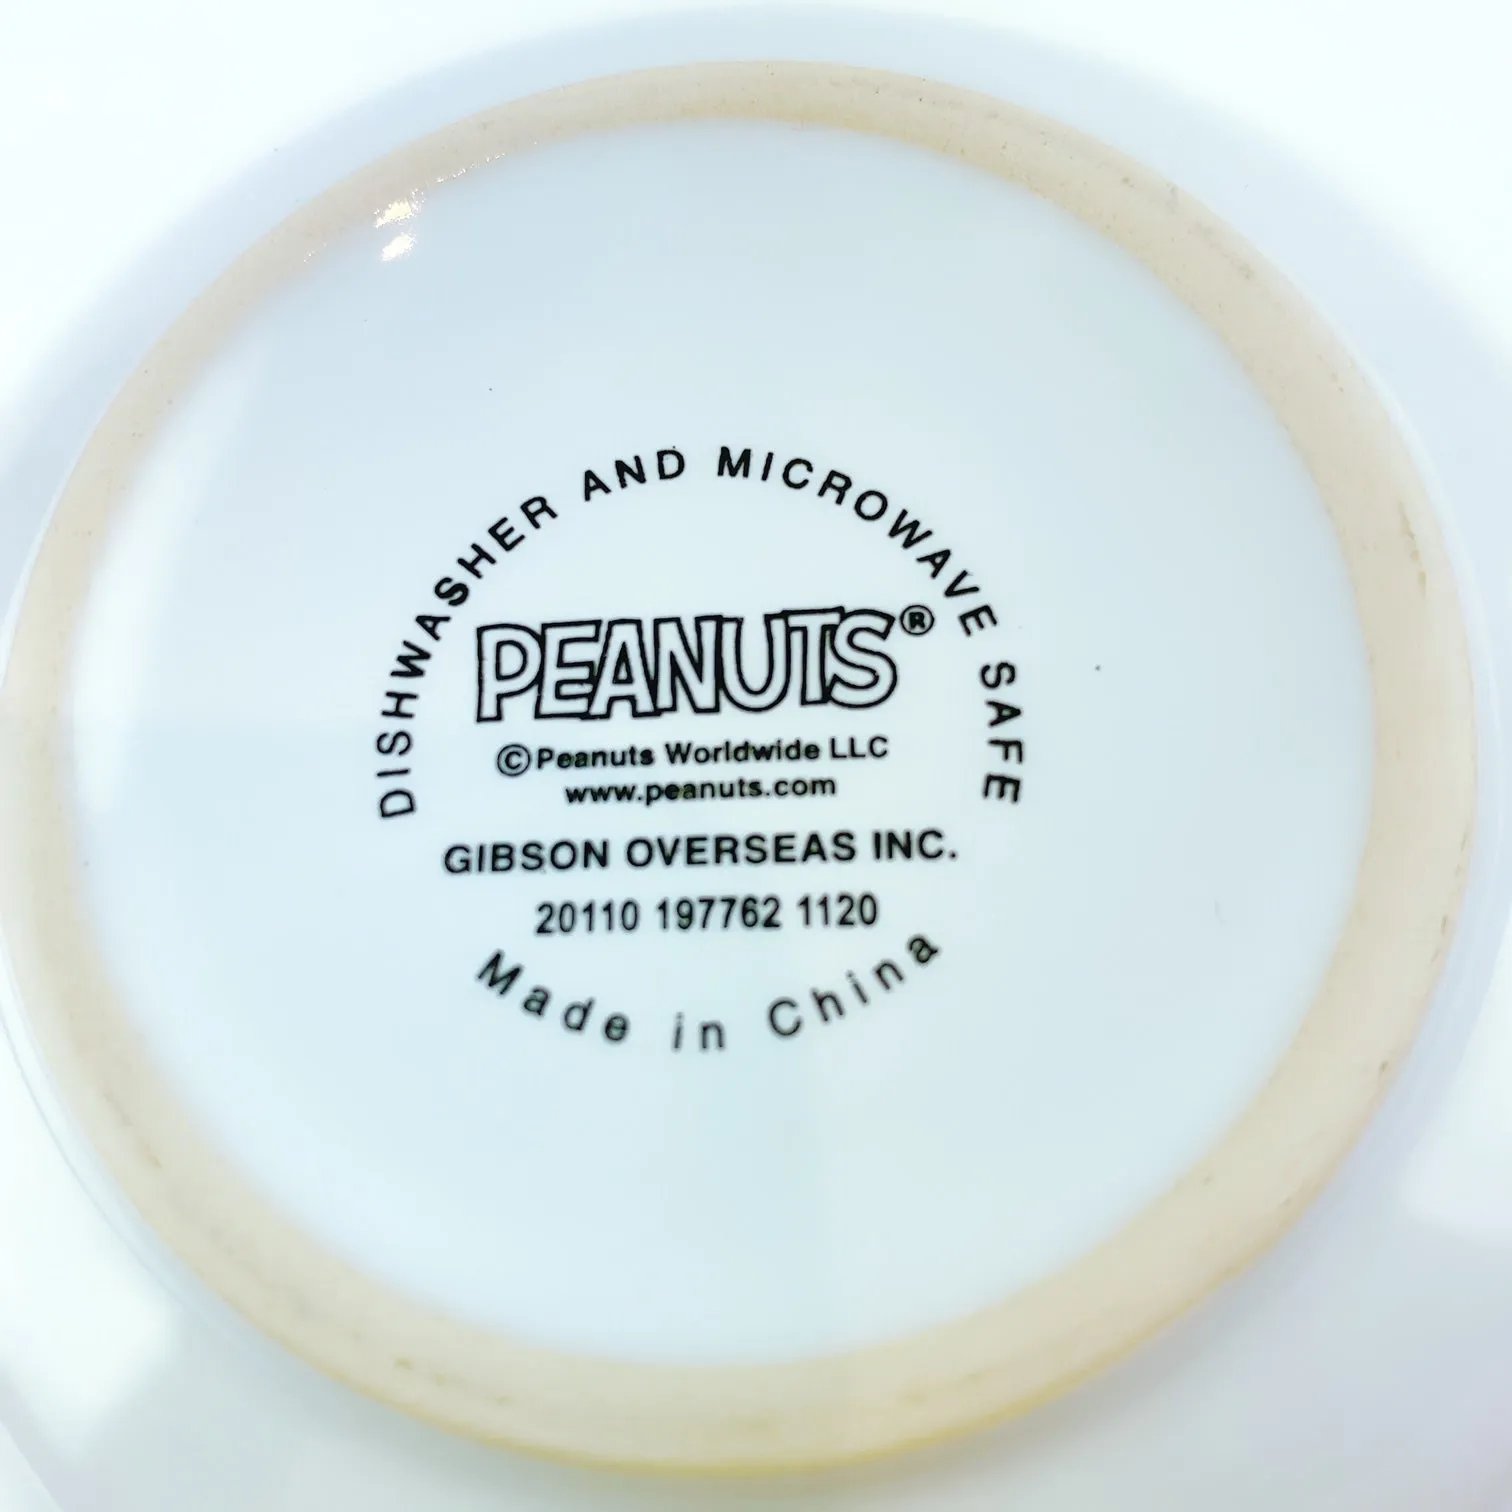 DISHWASHER AND MICROWAVE SAFE
PEANUTS®
©Peanuts Worldwide LLC
www.peanuts.com
GIBSON OVERSEAS INC.
20110 197762 1120
Made in China